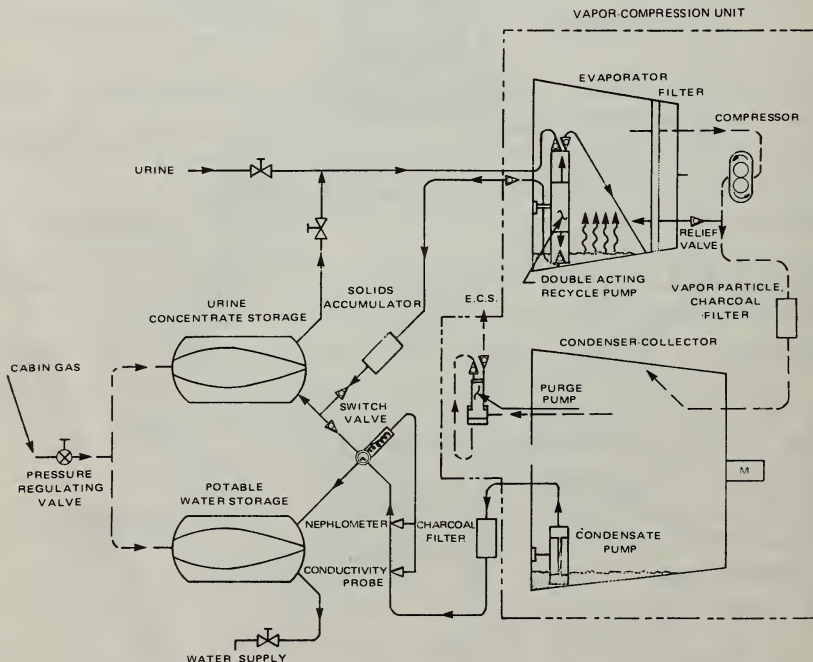 VAPOR-COMPRESSION UNIT
EVAPORATOR
FILTER
COMPRESSOR
URINE
RELIEF
VALVE
DOUBLE ACTING
RECYCLE PUMP
VAPOR PARTICLE,
CHARCOAL
FILTER
SOLIDS
ACCUMULATOR
E.C.S.
URINE
CONCENTRATE STORAGE
CONDENSER-COLLECTOR
CABIN GAS
SWITCH
VALVE
PURGE
PUMP
PRESSURE
REGULATING
VALVE
M
POTABLE
WATER STORAGE
NEPHLOMETER
CHARCOAL
FILTER
CONDENSATE
PUMP
CONDUCTIVITY
PROBE
WATER SUPPLY